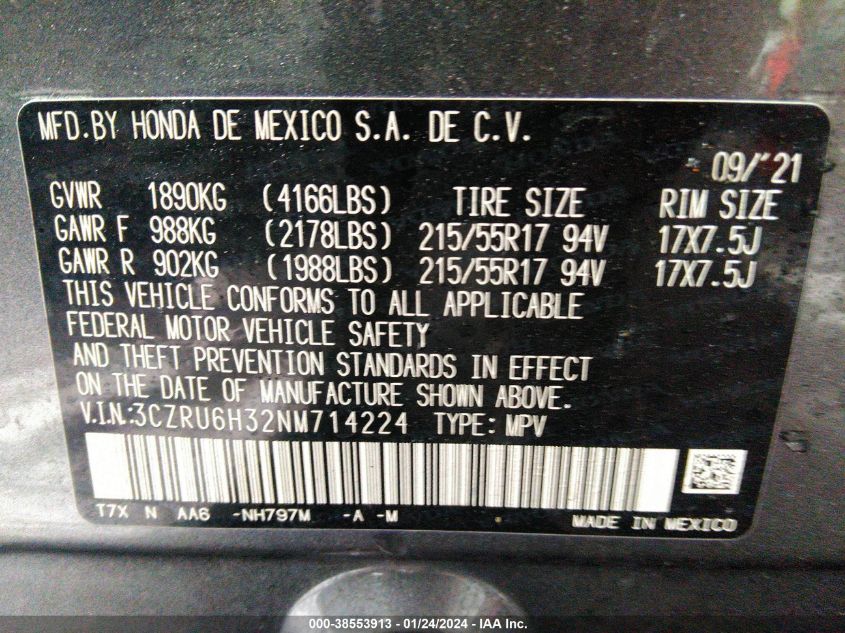 MFD.BY HONDA DE MEXICO S.A. DE C.V.
09/'21
GVWR 1890KG (4166LBS) TIRE SIZE RIM SIZE
GAWR F 988KG (2178LBS) 215/55R17 94V 17X7.5J
GAWR R 902KG (1988LBS) 215/55R17 94V 17X7.5J
THIS VEHICLE CONFORMS TO ALL APPLICABLE
FEDERAL MOTOR VEHICLE SAFETY
AND THEFT PREVENTION STANDARDS IN EFFECT
ON THE DATE OF MANUFACTURE SHOWN ABOVE.
V.I.N.:3CZRU6H32NM714224 TYPE: MPV
T7X N AA6 -NH797M -A -M MADE IN MEXICO
000-38553913 - 01/24/2024 - IAA Inc.